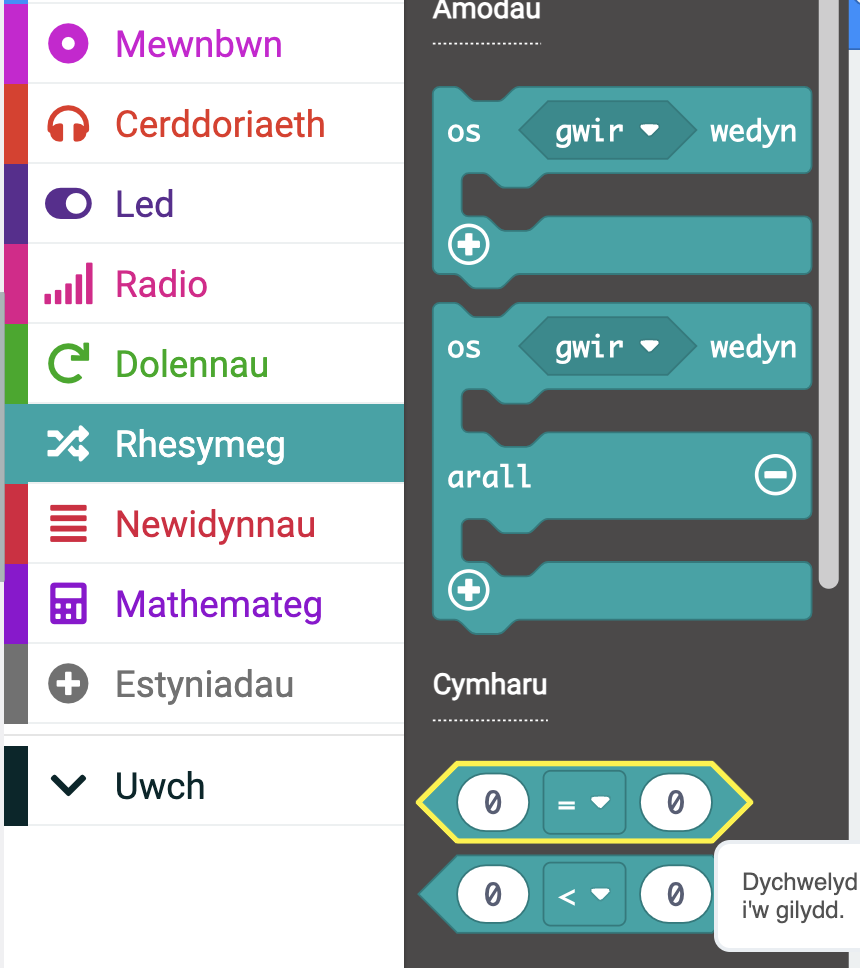 Mewnbwn
Cerddoriaeth
Led
Radio
Dolennau
Rhesymeg
Newidynnau
Mathemateg
Estyniadau
Uwch
Amodau
os gwir wedyn
os gwir wedyn
arall
Cymharu
0 = 0
0 < 0
Dychwelyd
i'w gilydd.